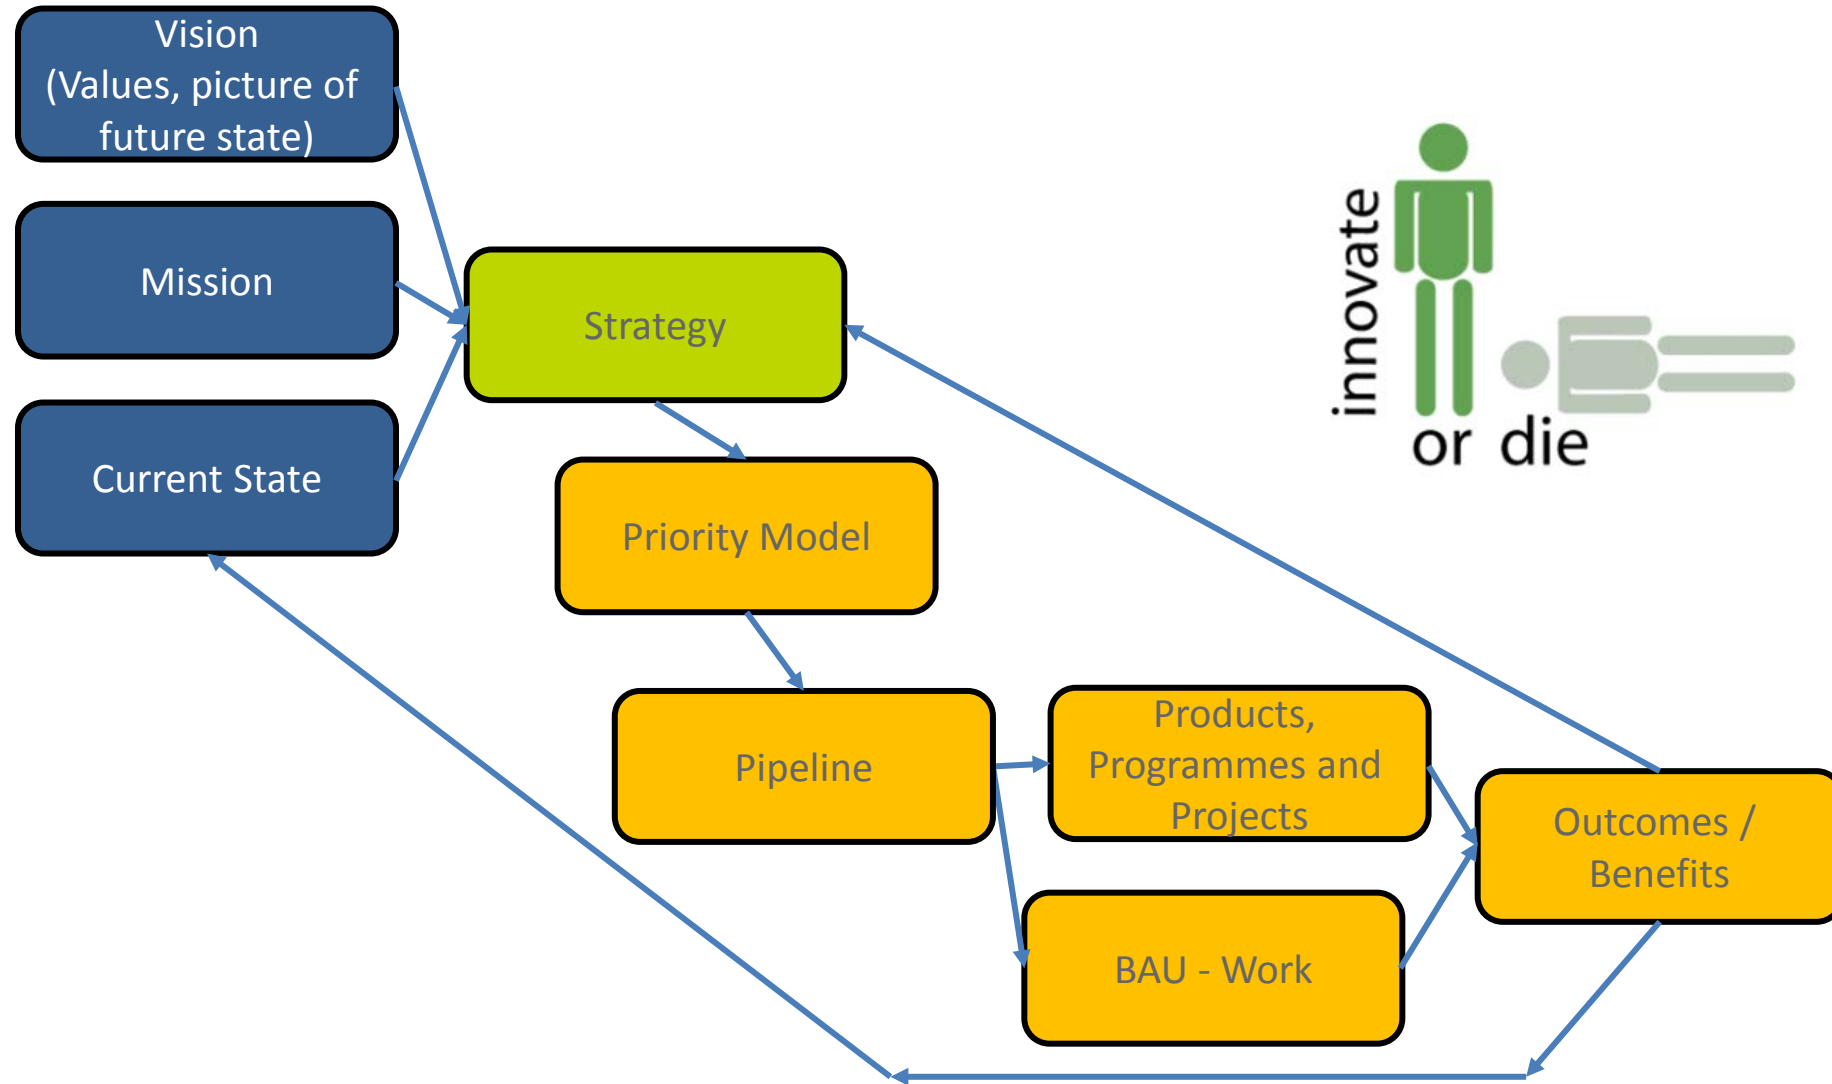 Vision
(Values, picture of
future state)
Mission
Current State
Strategy
Priority Model
Pipeline
Products,
Programmes and
Projects
BAU - Work
Outcomes /
Benefits
innovate
or die